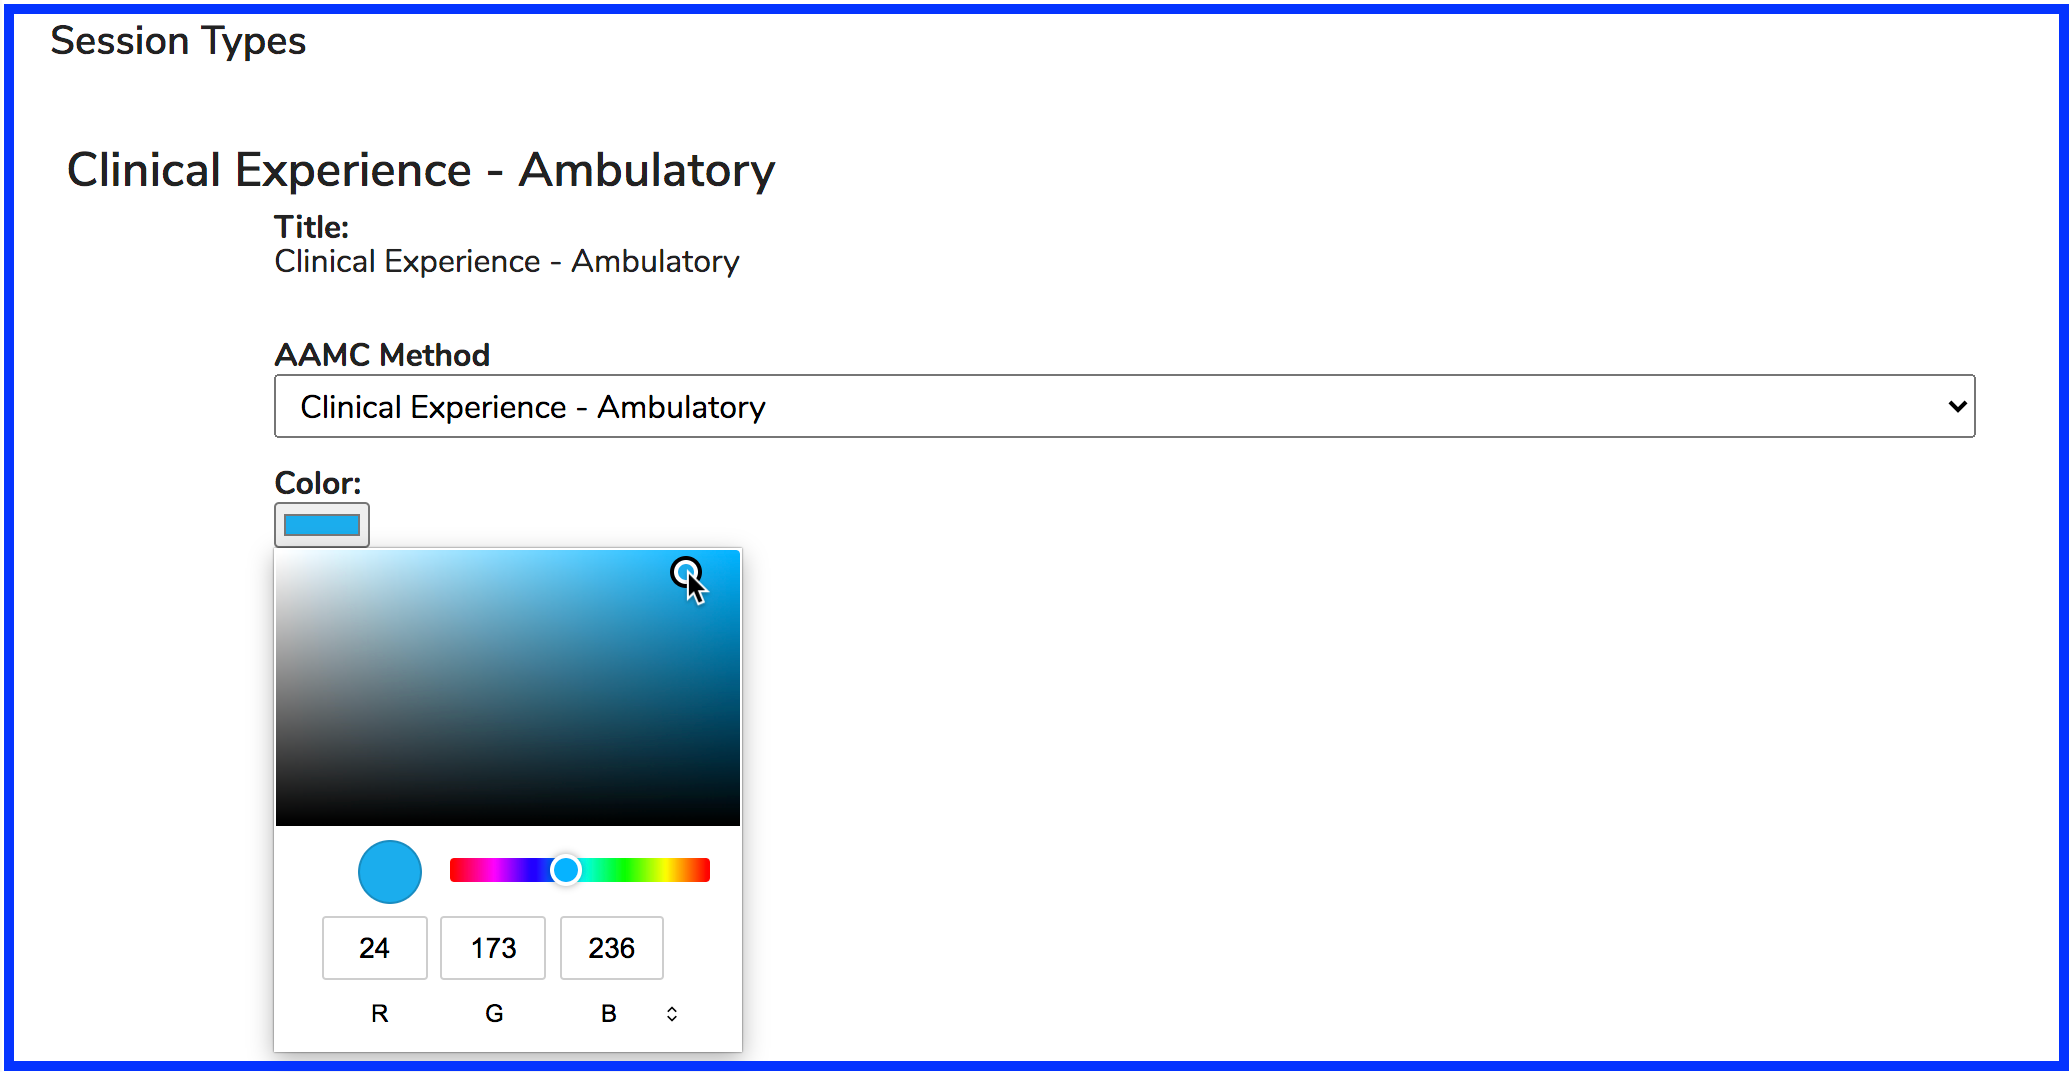 Session Types
Clinical Experience - Ambulatory
Title:
Clinical Experience - Ambulatory
AAMC Method
Clinical Experience - Ambulatory
Color:
24 173 236
R G B